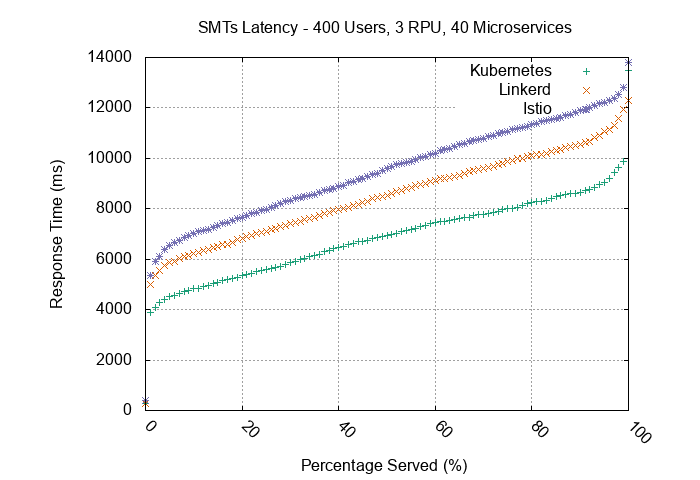 SMTs Latency - 400 Users, 3 RPU, 40 Microservices
14000
12000
10000
8000
6000
4000
2000
0
Response Time (ms)
Kubernetes
Linkerd
Istio
0
20
40
60
80
100
Percentage Served (%)